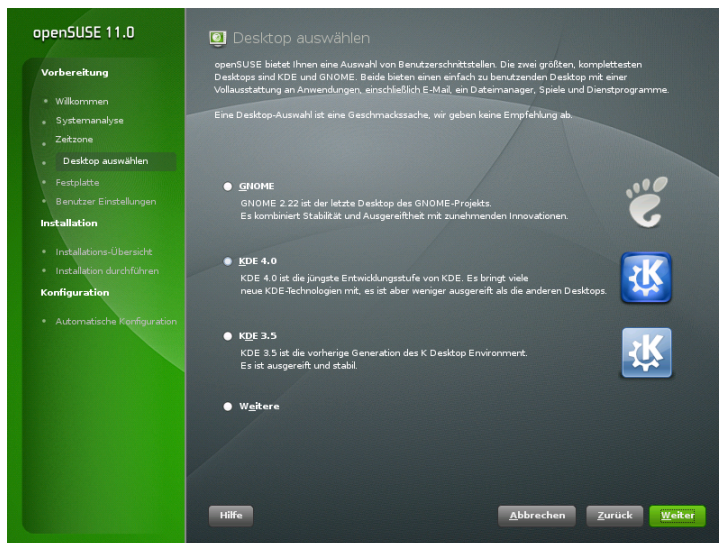 openSUSE 11.0
Vorbereitung
Willkommen
Systemanalyse
Zeitzone
Desktop auswählen
Festplatte
Benutzer Einstellungen
Installation
Installations-Übersicht
Installation durchführen
Konfiguration
Automatische Konfiguration
Desktop auswählen
openSUSE bietet Ihnen eine Auswahl von Benutzerschnittstellen. Die zwei größten, komplettesten
Desktops sind KDE und GNOME. Beide bieten einen einfach zu benutzenden Desktop mit einer
Vollausstattung an Anwendungen, einschließlich E-Mail, ein Dateimanager, Spiele und Dienstprogramme.
Eine Desktop-Auswahl ist eine Geschmackssache, wir geben keine Empfehlung ab.
GNOME
GNOME 2.22 ist der letzte Desktop des GNOME-Projekts.
Es kombiniert Stabilität und Ausgereiftheit mit zunehmenden Innovationen.
KDE 4.0
KDE 4.0 ist die jüngste Entwicklungsstufe von KDE. Es bringt viele
neue KDE-Technologien mit, es ist aber weniger ausgereift als die anderen Desktops.
KDE 3.5
KDE 3.5 ist die vorherige Generation des K Desktop Environment.
Es ist ausgereift und stabil.
Weitere
Hilfe
Abbrechen
Zurück
Weiter